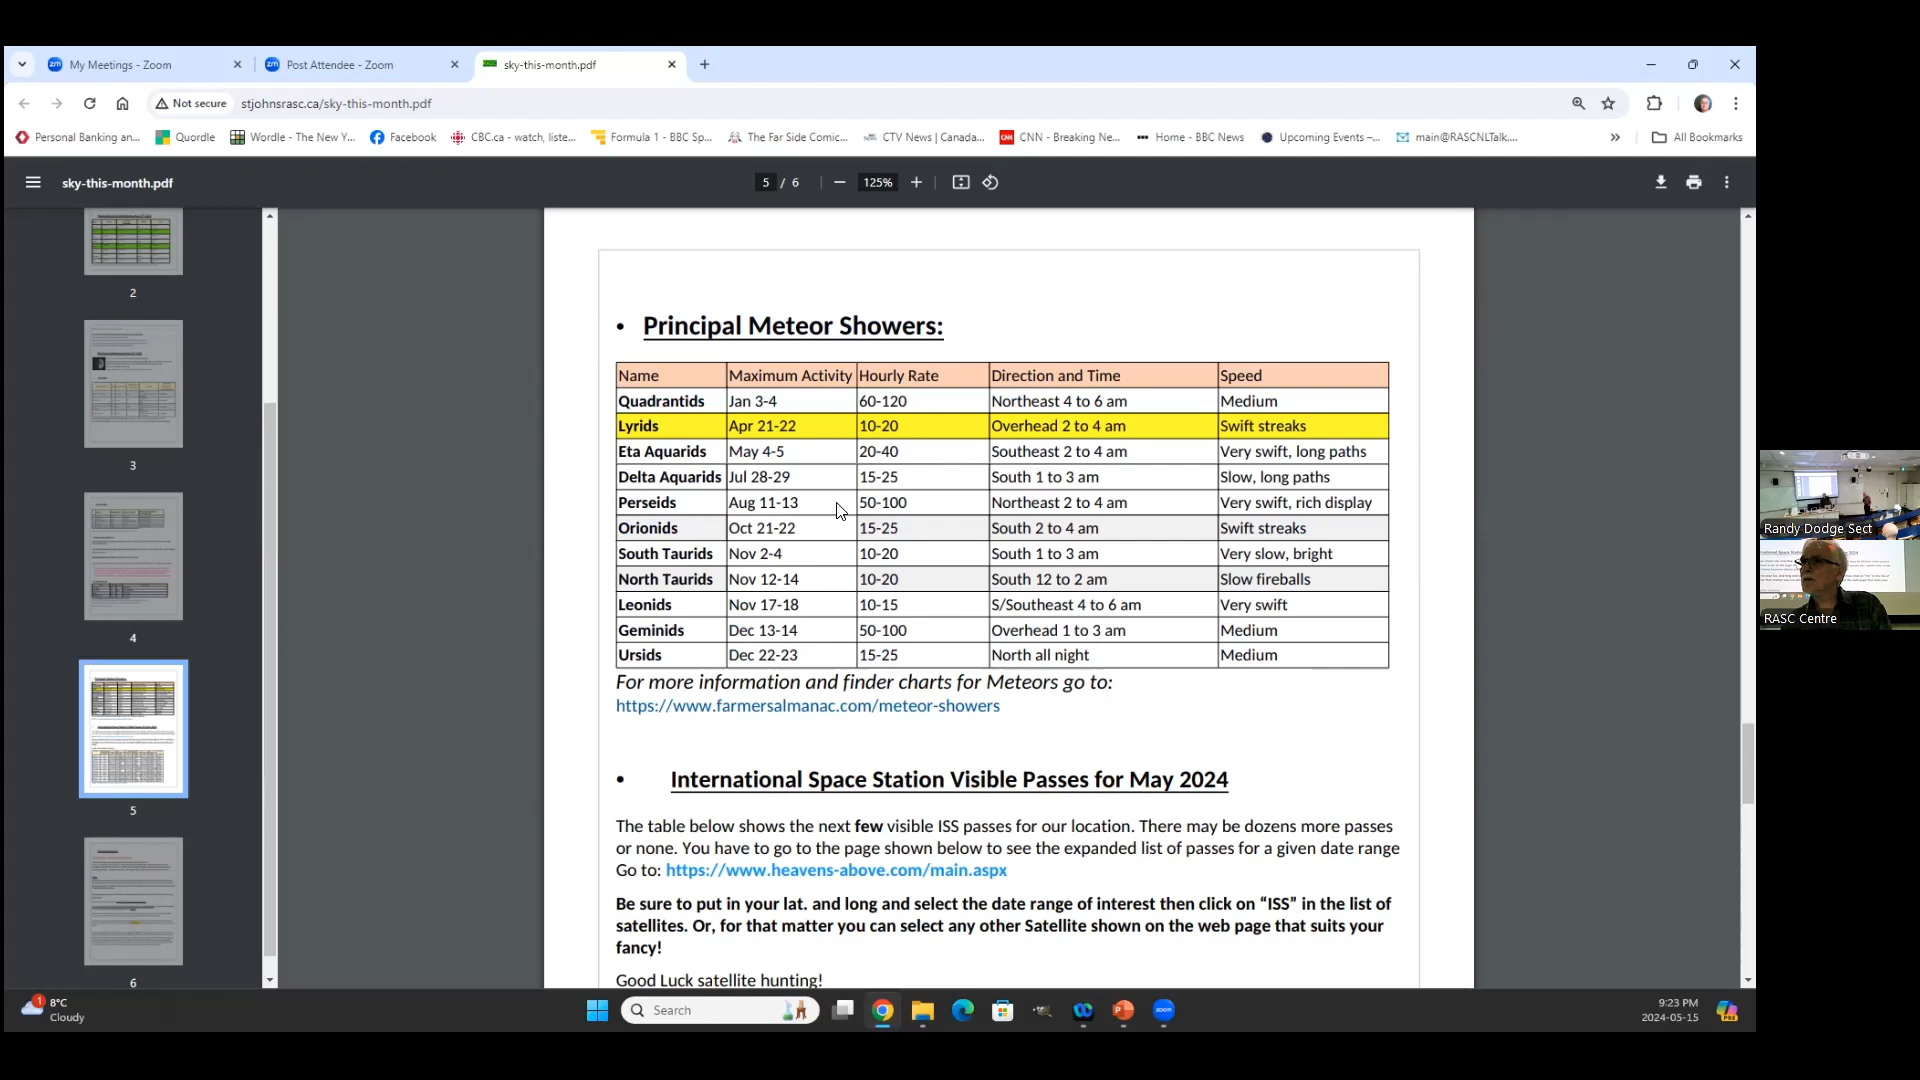 My Meetings - Zoom
Post Attendee - Zoom
sky-this-month.pdf
Not secure
stjohnsrasc.ca/sky-this-month.pdf
Personal Banking an...
Quordle
Wordle - The New Y...
Facebook
CBC.ca - watch, liste...
Formula 1 - BBC Sp...
The Far Side Comic...
CTV News | Canada...
CNN - Breaking Ne...
Home - BBC News
Upcoming Events –...
main@RASCNLTalk....
All Bookmarks
sky-this-month.pdf
5 / 6
125%
2
3
4
5
6
• Principal Meteor Showers:
Name Maximum Activity Hourly Rate Direction and Time Speed
Quadrantids Jan 3-4 60-120 Northeast 4 to 6 am Medium
Lyrids Apr 21-22 10-20 Overhead 2 to 4 am Swift streaks
Eta Aquarids May 4-5 20-40 Southeast 2 to 4 am Very swift, long paths
Delta Aquarids Jul 28-29 15-25 South 1 to 3 am Slow, long paths
Perseids Aug 11-13 50-100 Northeast 2 to 4 am Very swift, rich display
Orionids Oct 21-22 15-25 South 2 to 4 am Swift streaks
South Taurids Nov 2-4 10-20 South 1 to 3 am Very slow, bright
North Taurids Nov 12-14 10-20 South 12 to 2 am Slow fireballs
Leonids Nov 17-18 10-15 S/Southeast 4 to 6 am Very swift
Geminids Dec 13-14 50-100 Overhead 1 to 3 am Medium
Ursids Dec 22-23 15-25 North all night Medium
For more information and finder charts for Meteors go to:
https://www.farmersalmanac.com/meteor-showers
• International Space Station Visible Passes for May 2024
The table below shows the next few visible ISS passes for our location. There may be dozens more passes
or none. You have to go to the page shown below to see the expanded list of passes for a given date range
Go to: https://www.heavens-above.com/main.aspx
Be sure to put in your lat. and long and select the date range of interest then click on “ISS” in the list of
satellites. Or, for that matter you can select any other Satellite shown on the web page that suits your
fancy!
Good Luck satellite hunting!
Randy Dodge Sect
RASC Centre
1
8°C
Cloudy
Search
9:23 PM
2024-05-15